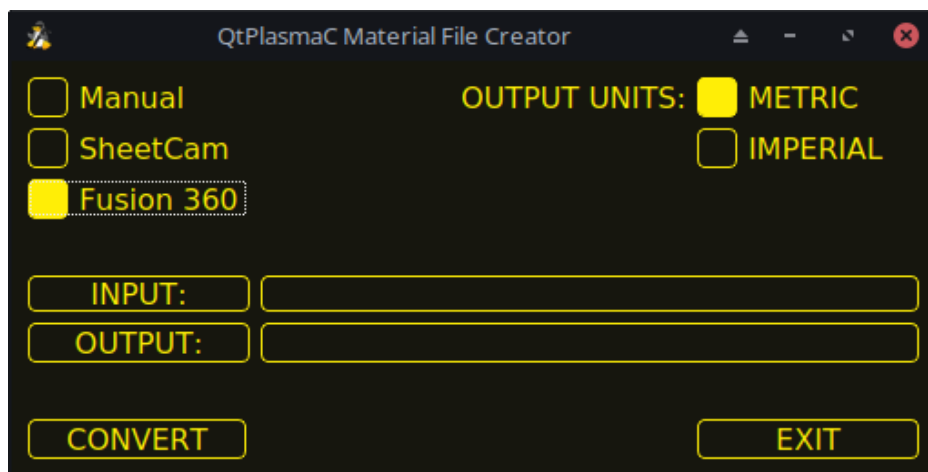 QtPlasmaC Material File Creator
Manual OUTPUT UNITS: METRIC
SheetCam IMPERIAL
Fusion 360
INPUT:
OUTPUT:
CONVERT EXIT